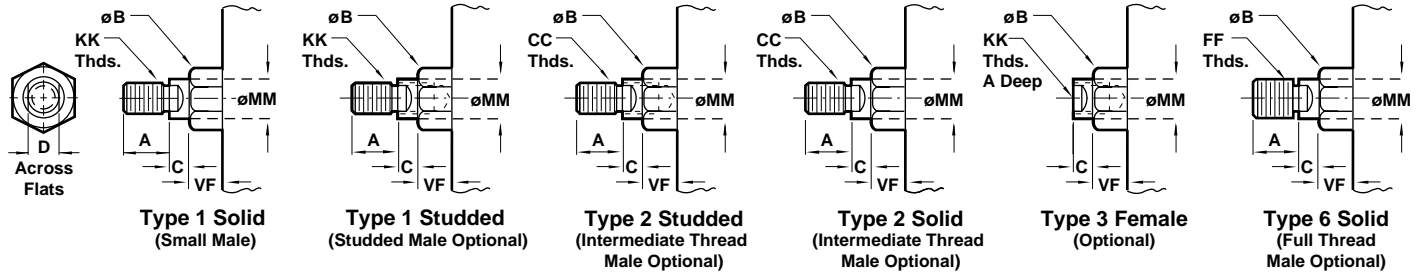 D
Across
Flats
øB
KK
Thds.
øMM
A
C
VF
Type 1 Solid
(Small Male)
øB
KK
Thds.
øMM
A
C
VF
Type 1 Studded
(Studded Male Optional)
øB
CC
Thds.
øMM
A
C
VF
Type 2 Studded
(Intermediate Thread
Male Optional)
øB
CC
Thds.
øMM
A
C
VF
Type 2 Solid
(Intermediate Thread
Male Optional)
øB
KK
Thds.
A Deep
øMM
C
VF
Type 3 Female
(Optional)
øB
FF
Thds.
øMM
A
C
VF
Type 6 Solid
(Full Thread
Male Optional)